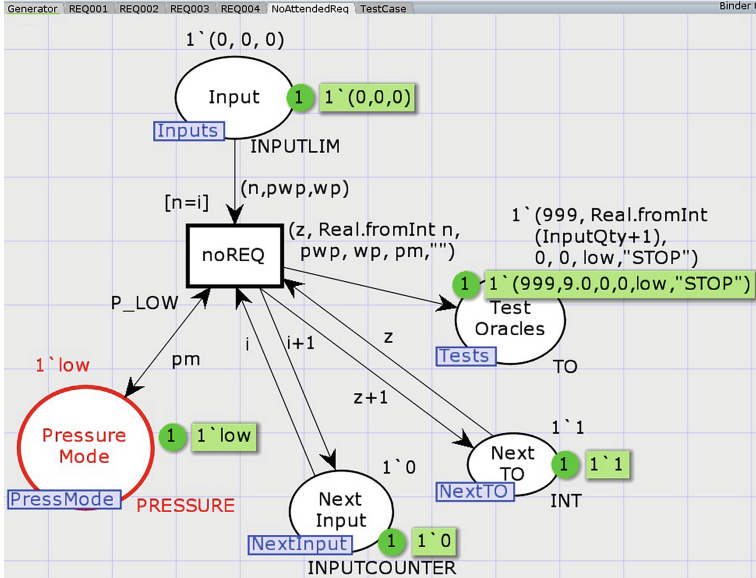 Generator REQ001 REQ002 REQ003 REQ004 NoAttendedReq TestCase Binder
1`(0, 0, 0)
Input
1 1`(0,0,0)
Inputs
INPUTLIM
[n=i]
(n,pwp,wp)
noREQ
(z, Real.fromInt n,
pwp, wp, pm,"")
1`(999, Real.fromInt
(InputQty+1),
0, 0, low,"STOP")
1 1`(999,9.0,0,0,low,"STOP")
Test
Oracles
Tests
TO
P_LOW
pm
i
i+1
z
z+1
1`low
Pressure
Mode
1 1`low
PressMode
PRESSURE
1`0
Next
Input
NextInput
1 1`0
INPUTCOUNTER
1`1
Next
TO
1 1`1
NextTO
INT